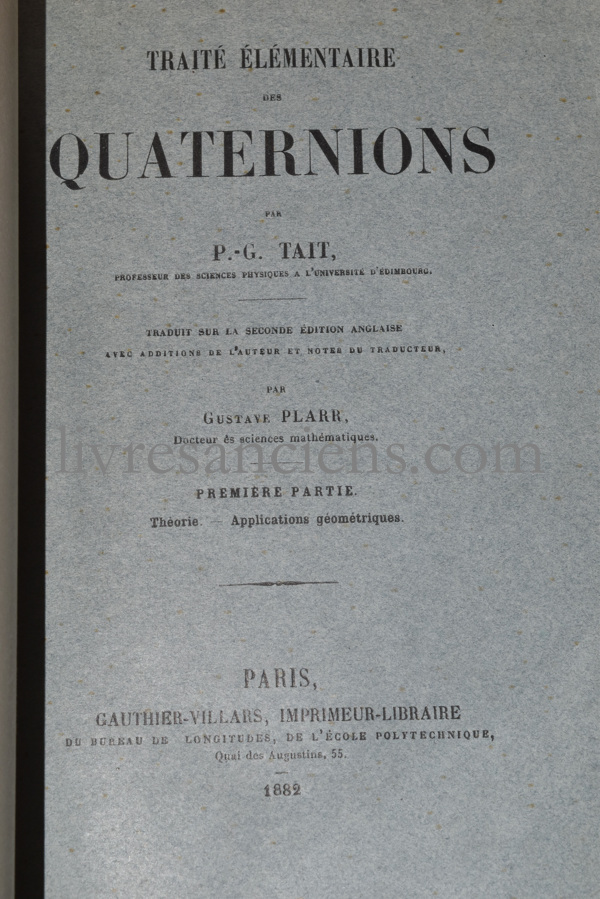 TRAITÉ ÉLÉMENTAIRE
DES
QUATERNIONS
PAR
P.-G. TAIT,
PROFESSEUR DES SCIENCES PHYSIQUES A L'UNIVERSITÉ D'ÉDIMBOURG.
TRADUIT SUR LA SECONDE ÉDITION ANGLAISE
AVEC ADDITIONS DE L'AUTEUR ET NOTES DU TRADUCTEUR,
PAR
GUSTAVE PLARR,
Docteur ès sciences mathématiques.
livresanciens.com
PREMIÈRE PARTIE.
Théorie. — Applications géométriques.
PARIS,
GAUTHIER-VILLARS, IMPRIMEUR-LIBRAIRE
DU BUREAU DE LONGITUDES, DE L'ÉCOLE POLYTECHNIQUE,
Quai des Augustins, 55.
1882